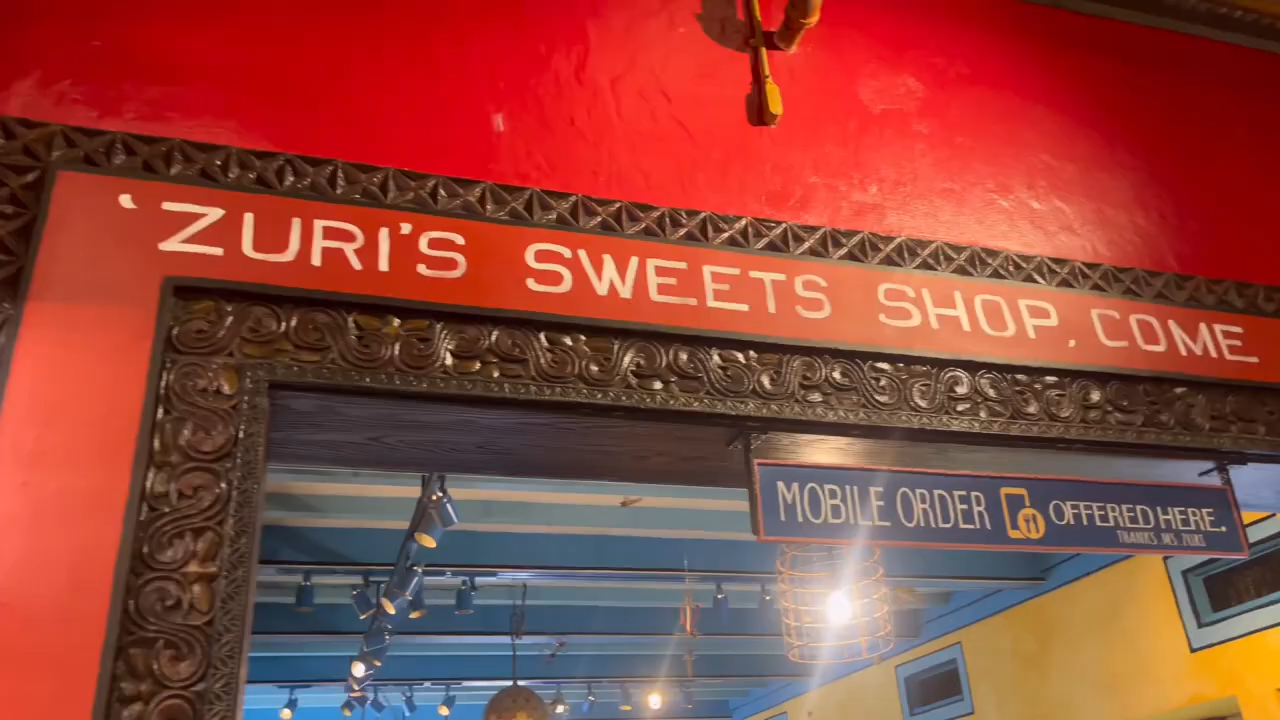 ‘ZURI’S SWEETS SHOP, COME
MOBILE ORDER OFFERED HERE.
THANKS, MS. ZURI